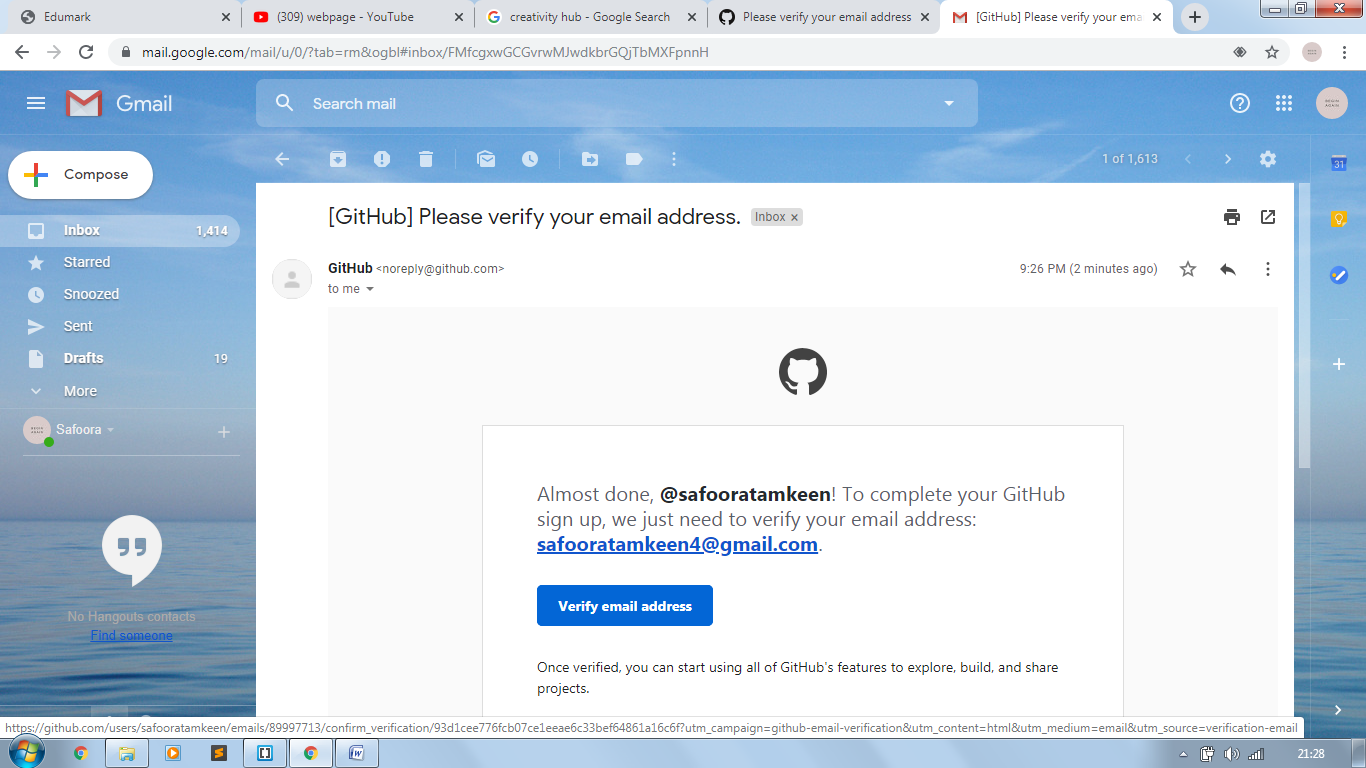 Edumark
(309) webpage - YouTube
creativity hub - Google Search
Please verify your email address
[GitHub] Please verify your ema
mail.google.com/mail/u/0/?tab=rm&ogbl#inbox/FMfcgxwGCGvrwMJwdkbrGQjTbMXFpnnH
Gmail
Search mail
Compose
1 of 1,613
[GitHub] Please verify your email address.
Inbox ×
Inbox 1,414
GitHub <noreply@github.com>
9:26 PM (2 minutes ago)
to me
Starred
Snoozed
Sent
Drafts 19
More
Safoora
No Hangouts contacts
Find someone
Almost done, @safooratamkeen! To complete your GitHub
sign up, we just need to verify your email address:
safooratamkeen4@gmail.com.
Verify email address
Once verified, you can start using all of GitHub's features to explore, build, and share
projects.
https://github.com/users/safooratamkeen/emails/89997713/confirm_verification/93d1cee776fcb07ce1eeae6c33bef64861a16c6f?utm_campaign=github-email-verification&utm_content=html&utm_medium=email&utm_source=verification-email
31
21:28